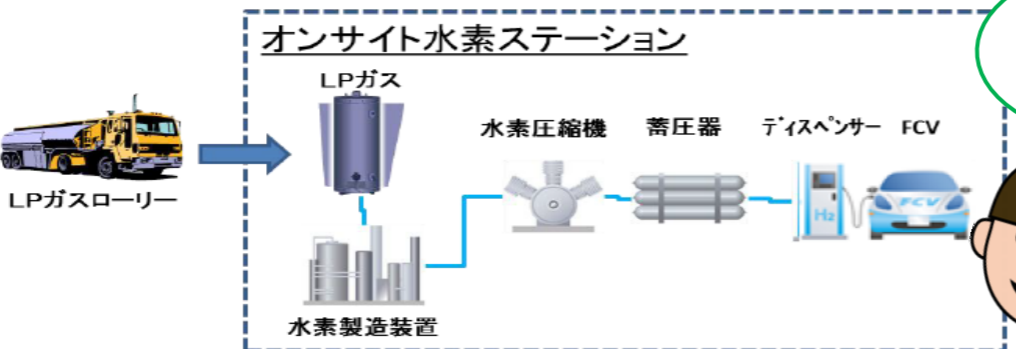 オンサイト水素ステーション
LPガス
水素圧縮機
蓄圧器
ディスペンサー
FCV
LPガスローリー
H2
FCV
水素製造装置